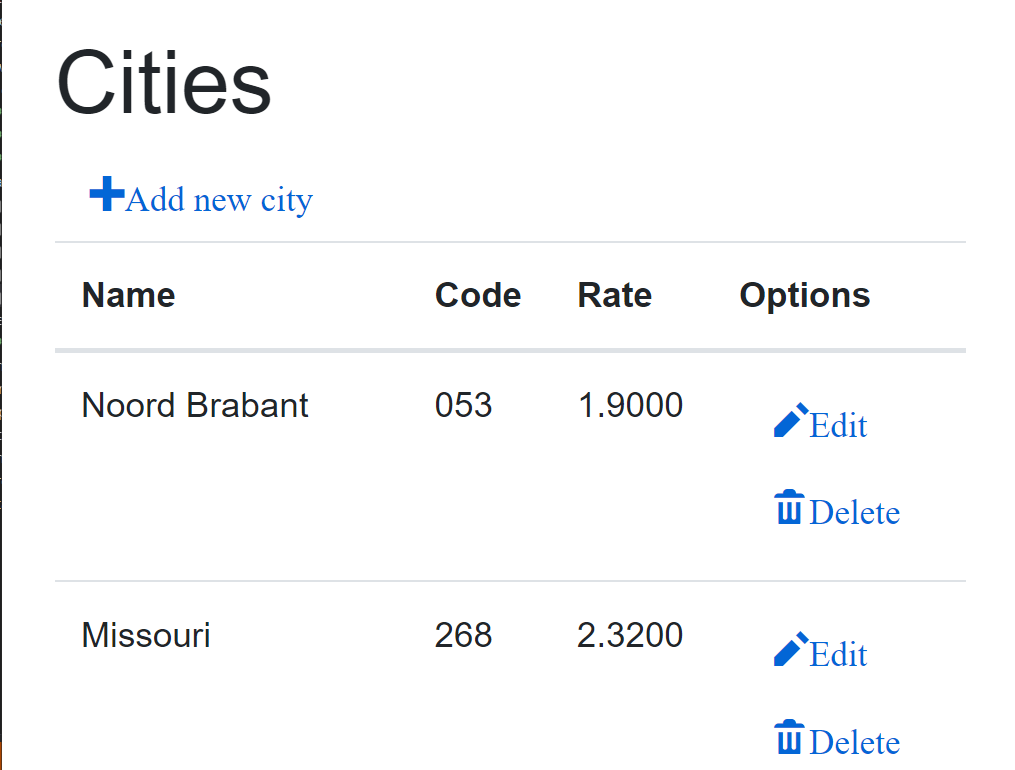 Cities
Add new city
Name Code Rate Options
Noord Brabant 053 1.9000 Edit
Delete
Missouri 268 2.3200 Edit
Delete